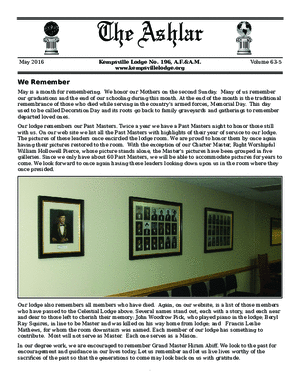 The Ashlar
May 2016 Kempsville Lodge No. 196, A.F.&A.M. Volume 63-5
www.kempsvillelodge.org
We Remember
May is a month for remembering. We honor our Mothers on the second Sunday. Many of us remember
our graduations and the end of our schooling during this month. At the end of the month is the traditional
remembrance of those who died while serving in the country's armed forces, Memorial Day. This day
used to be called Decoration Day and its roots go back to family graveyards and gatherings to remember
departed loved ones.
Our lodge remembers our Past Masters. Twice a year we have a Past Masters night to honor those still
with us. On our web site we list all the Past Masters with highlights of their year of service to our lodge.
The pictures of these leaders once encircled the lodge room. We are proud to honor them by once again
having their pictures restored to the room. With the exception of our Charter Master, Right Worshipful
William Hallowell Pierce, whose picture stands alone, the Master's pictures have been grouped in five
galleries. Since we only have about 60 Past Masters, we will be able to accommodate pictures for years to
come. We look forward to once again having these leaders looking down upon us in the room where they
once presided.
Our lodge also remembers all members who have died. Again, on our website, is a list of those members
who have passed to the Celestial Lodge above. Several names stand out, each with a story, and each near
and dear to those left to cherish their memory: John Woodrow Pick, who played piano in the lodge; Beryl
Ray Squires, in line to be Master and was killed on his way home from lodge; and Francis Leslie
Mathews, for whom the room downstairs was named. Each member of our lodge has something to
contribute. Most will not serve as Master. Each one serves as a Mason.
In our degree work, we are encouraged to remember Grand Master Hiram Abiff. We look to the past for
encouragement and guidance in our lives today. Let us remember and let us live lives worthy of the
sacrifices of the past so that the generations to come may look back on us with gratitude.